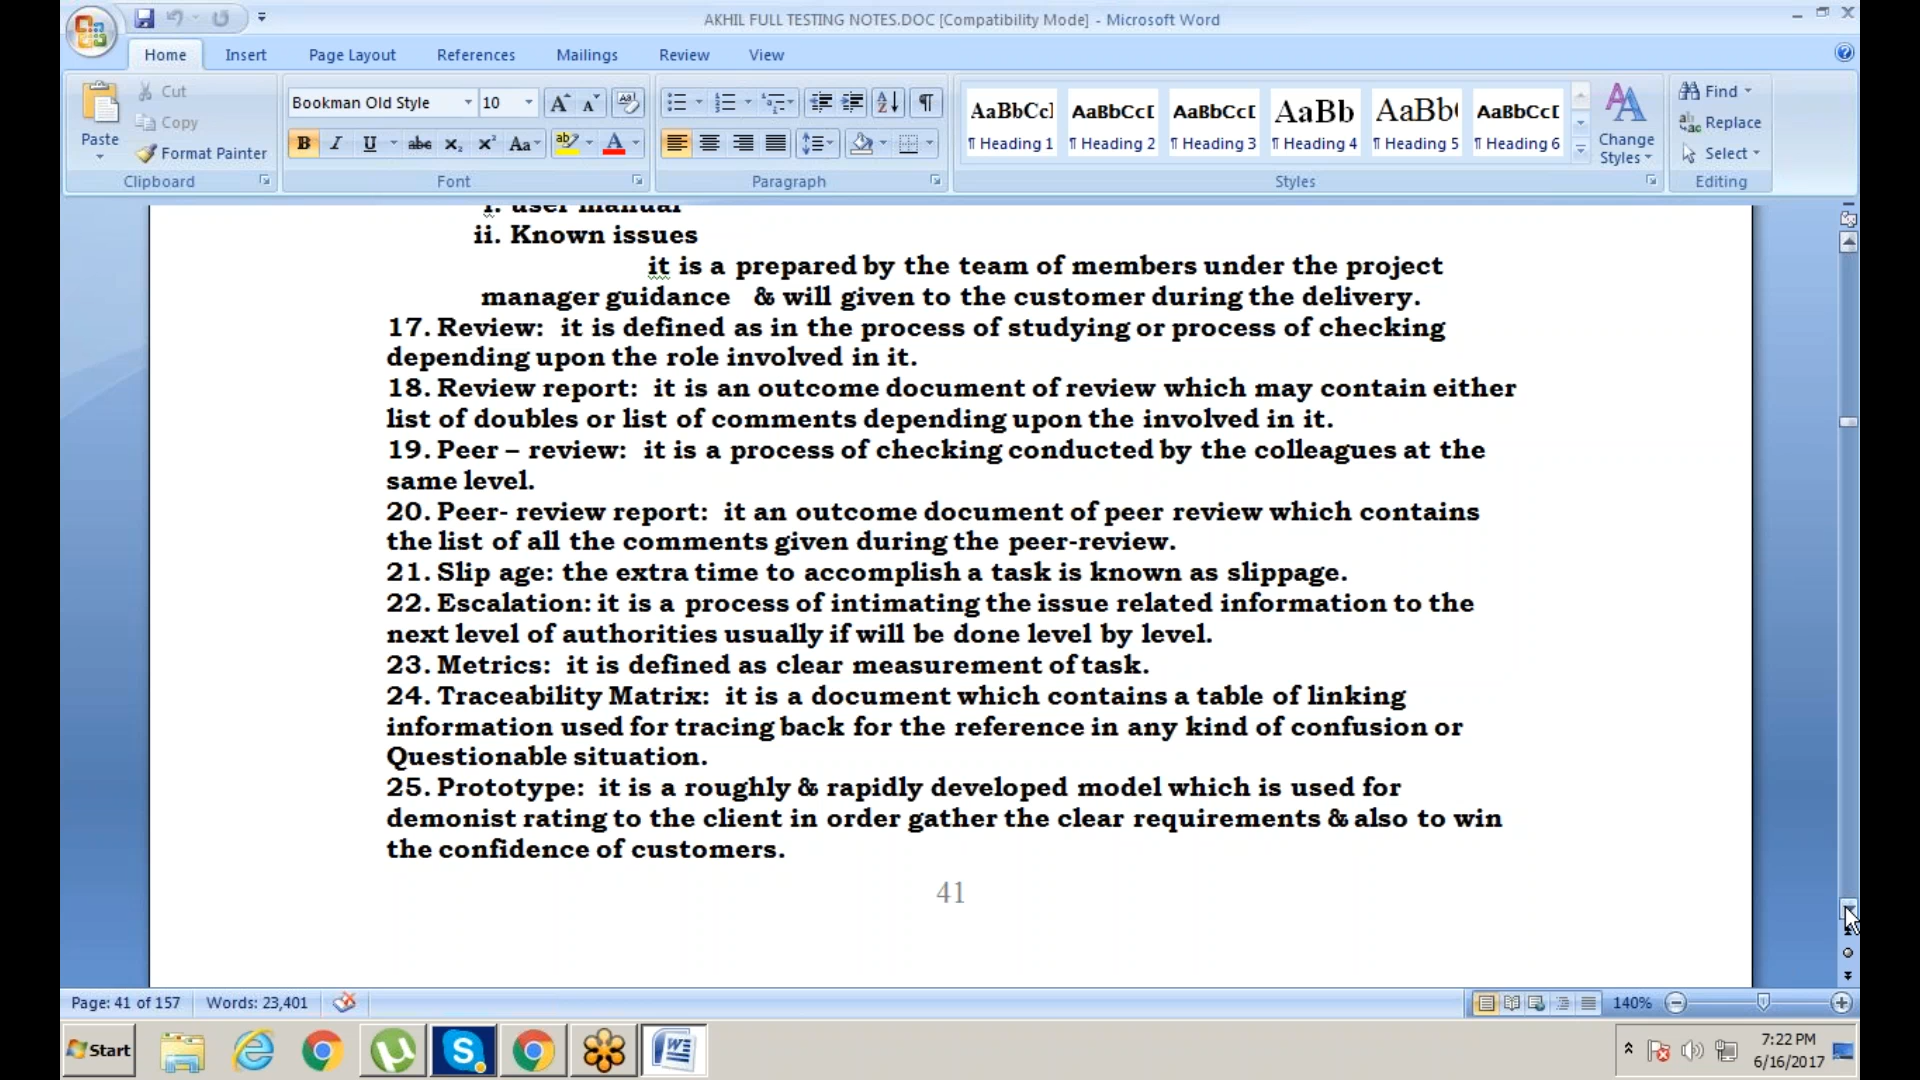 AKHIL FULL TESTING NOTES.DOC [Compatibility Mode] - Microsoft Word
Home Insert Page Layout References Mailings Review View
Paste
Cut
Copy
Format Painter
Clipboard
Bookman Old Style 10
Font
Paragraph
AaBbCcI AaBbCcD AaBbCcD AaBb AaBb( AaBbCcD
¶ Heading 1 ¶ Heading 2 ¶ Heading 3 ¶ Heading 4 ¶ Heading 5 ¶ Heading 6
Change Styles
Styles
Find
Replace
Select
Editing
i. user manual
ii. Known issues
it is a prepared by the team of members under the project
manager guidance & will given to the customer during the delivery.
17. Review: it is defined as in the process of studying or process of checking
depending upon the role involved in it.
18. Review report: it is an outcome document of review which may contain either
list of doubles or list of comments depending upon the involved in it.
19. Peer – review: it is a process of checking conducted by the colleagues at the
same level.
20. Peer- review report: it an outcome document of peer review which contains
the list of all the comments given during the peer-review.
21. Slip age: the extra time to accomplish a task is known as slippage.
22. Escalation: it is a process of intimating the issue related information to the
next level of authorities usually if will be done level by level.
23. Metrics: it is defined as clear measurement of task.
24. Traceability Matrix: it is a document which contains a table of linking
information used for tracing back for the reference in any kind of confusion or
Questionable situation.
25. Prototype: it is a roughly & rapidly developed model which is used for
demonist rating to the client in order gather the clear requirements & also to win
the confidence of customers.
41
Page: 41 of 157 Words: 23,401 140%
Start
7:22 PM
6/16/2017